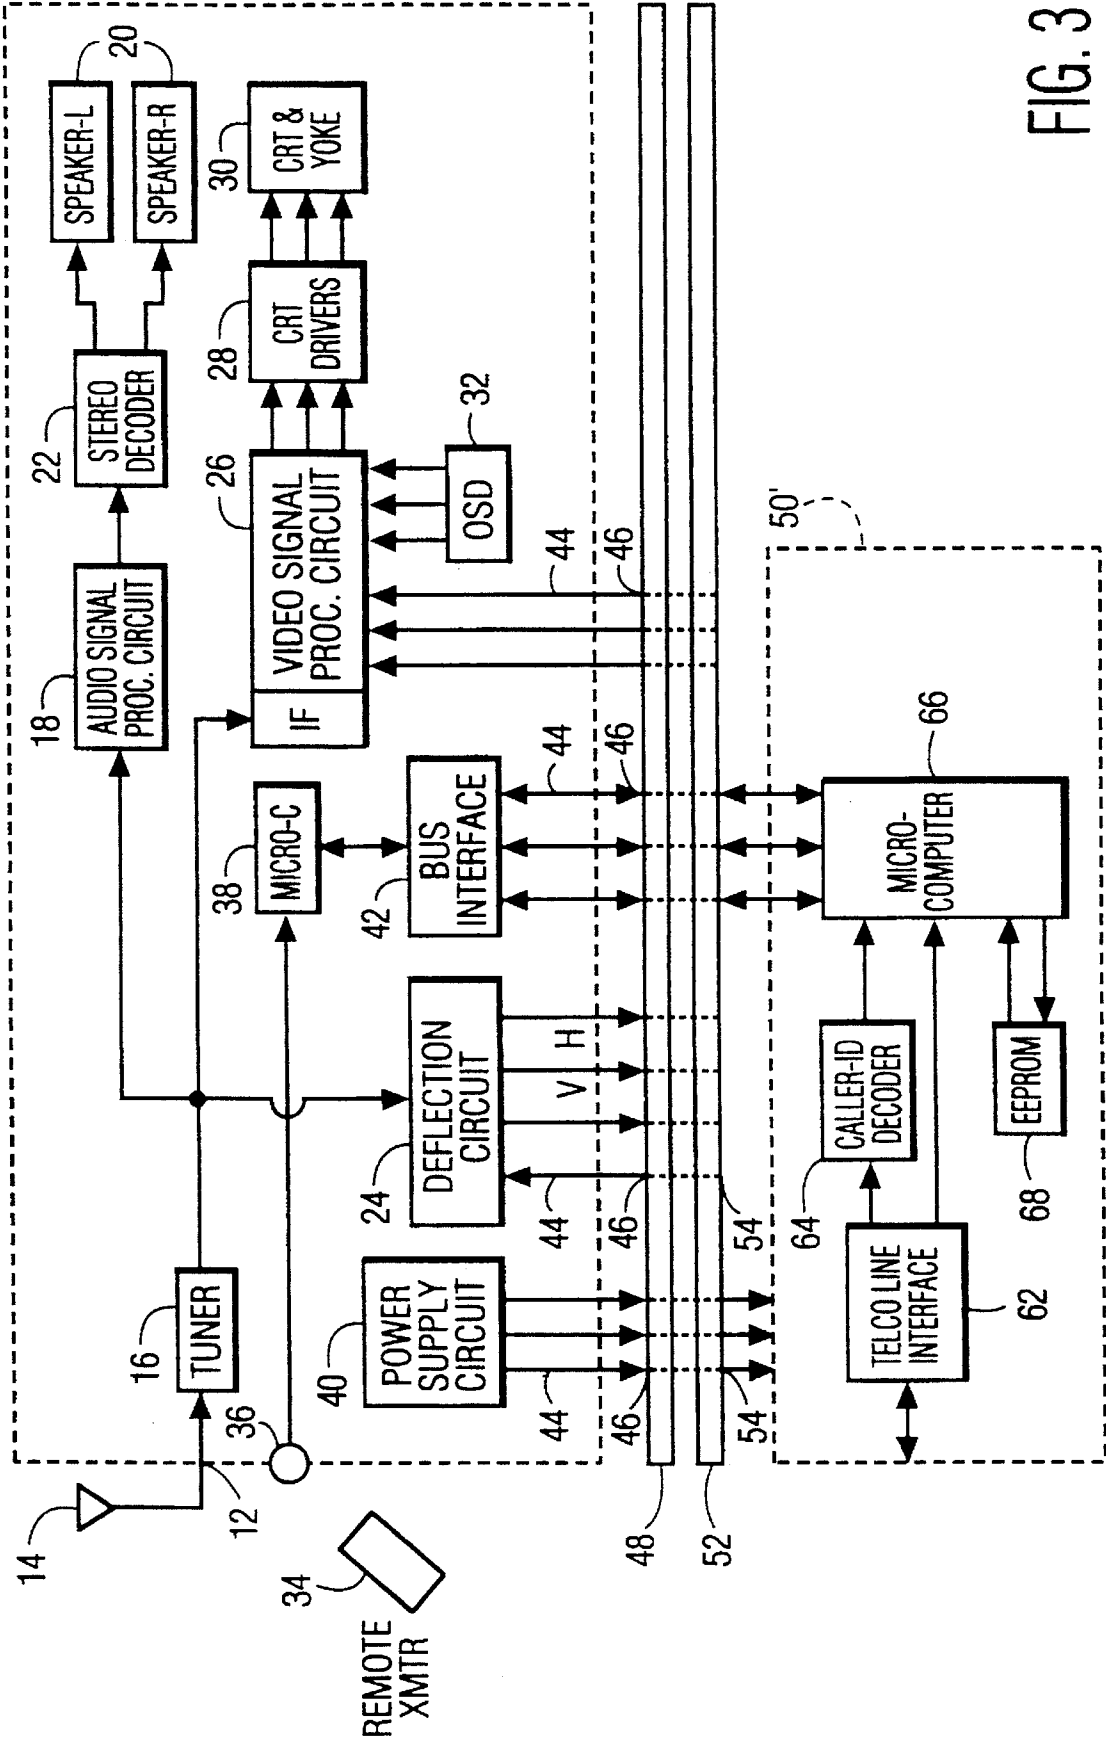 14
12
16
TUNER
18
AUDIO SIGNAL
PROC. CIRCUIT
22
STEREO
DECODER
20
SPEAKER-L
SPEAKER-R
IF
VIDEO SIGNAL
PROC. CIRCUIT
26
28
CRT
DRIVERS
30
CRT &
YOKE
34
REMOTE
XMTR
36
38
MICRO-C
32
OSD
40
POWER
SUPPLY
CIRCUIT
24
DEFLECTION
CIRCUIT
42
BUS
INTERFACE
44
44
V
H
44
44
46
46
46
46
48
52
54
54
50'
62
TELCO LINE
INTERFACE
64
CALLER-ID
DECODER
66
MICRO-
COMPUTER
68
EEPROM
FIG. 3